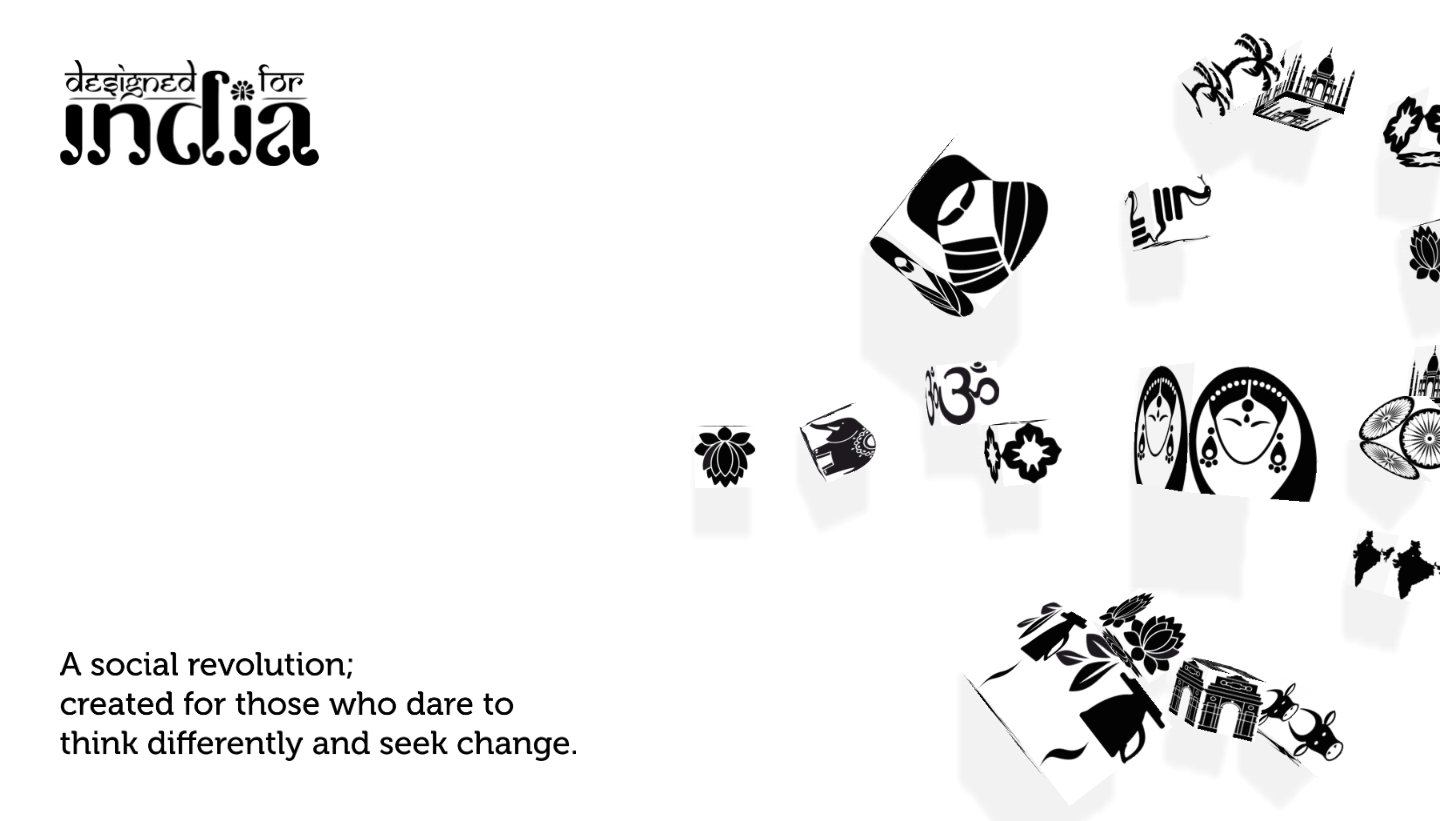 designed for
india
A social revolution;
created for those who dare to
think differently and seek change.
ॐ